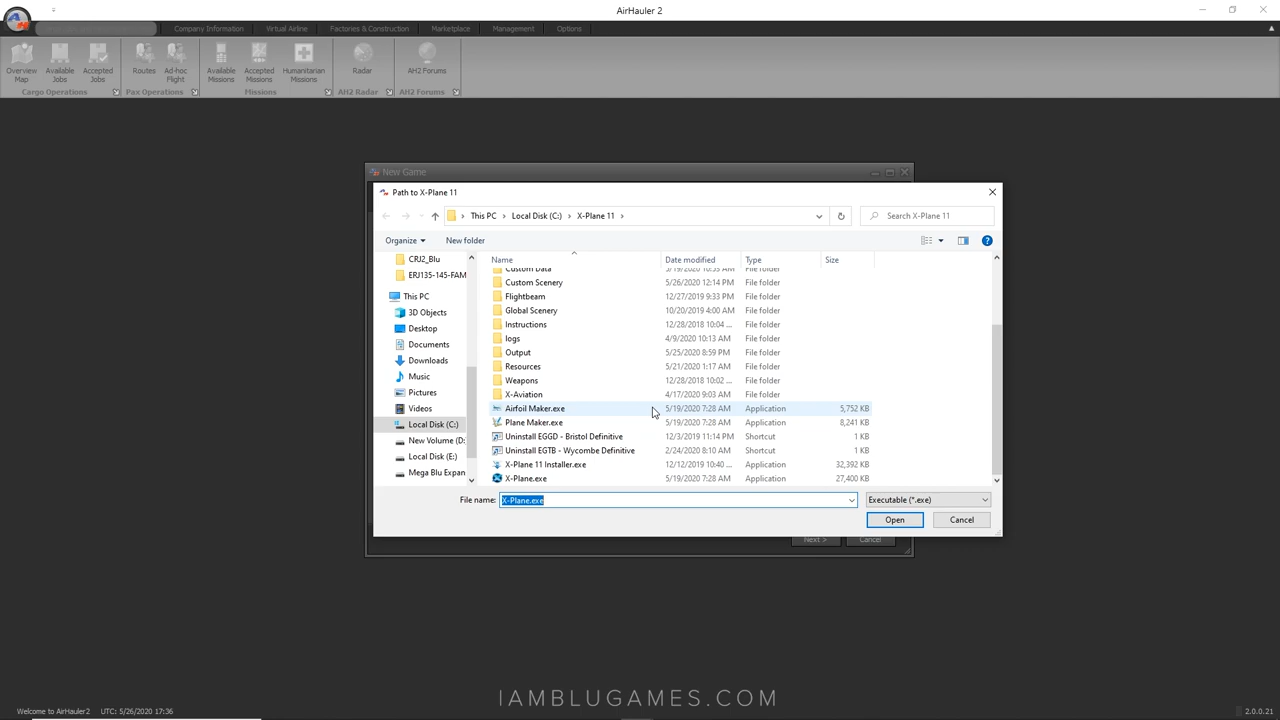 AirHauler 2
Company Information Virtual Airline Factories & Construction Marketplace Management Options
Overview Map Available Jobs Accepted Jobs Routes Ad-hoc Flight Available Missions Accepted Missions Humanitarian Missions Radar AH2 Forums
Cargo Operations Pax Operations Missions AH2 Radar AH2 Forums
New Game
Path to X-Plane 11
This PC > Local Disk (C:) > X-Plane 11 >
Search X-Plane 11
Organize New folder
Name Date modified Type Size
CRJ2_Blu
ERJ135-145-FAM
This PC
3D Objects
Desktop
Documents
Downloads
Music
Pictures
Videos
Local Disk (C:)
New Volume (D:
Local Disk (E:)
Mega Blu Expan
Custom Data 5/19/2020 10:53 AM File folder
Custom Scenery 5/26/2020 12:14 PM File folder
Flightbeam 12/27/2019 9:33 PM File folder
Global Scenery 10/20/2019 4:00 AM File folder
Instructions 12/28/2018 10:04 ... File folder
logs 4/9/2020 10:13 AM File folder
Output 5/25/2020 8:59 PM File folder
Resources 5/21/2020 1:17 AM File folder
Weapons 12/28/2018 10:02 ... File folder
X-Aviation 4/17/2020 9:03 AM File folder
Airfoil Maker.exe 5/19/2020 7:28 AM Application 5,752 KB
Plane Maker.exe 5/19/2020 7:28 AM Application 8,241 KB
Uninstall EGGD - Bristol Definitive 12/3/2019 11:14 PM Shortcut 1 KB
Uninstall EGTB - Wycombe Definitive 2/24/2020 8:10 AM Shortcut 1 KB
X-Plane 11 Installer.exe 12/12/2019 10:40 ... Application 32,392 KB
X-Plane.exe 5/19/2020 7:28 AM Application 27,400 KB
File name: X-Plane.exe Executable (*.exe)
Open Cancel
Next > Cancel
IAMBLUGAMES.COM
Welcome to AirHauler2 UTC: 5/26/2020 17:36 2.0.0.21